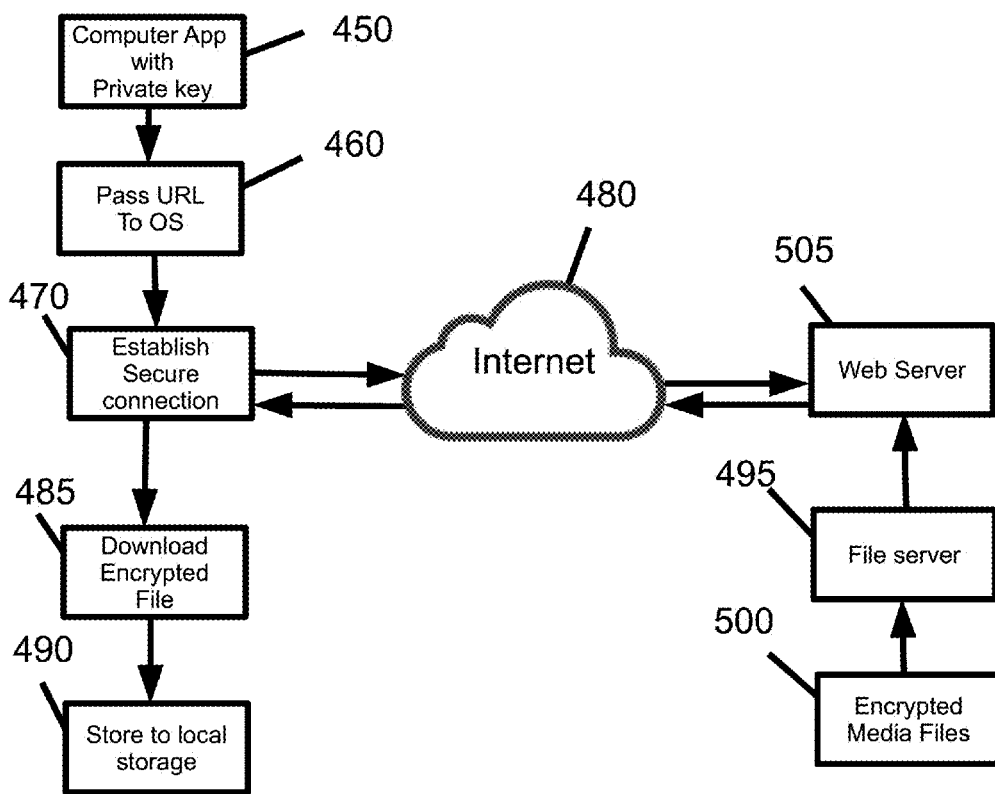 Computer App
with
Private key
450
Pass URL
To OS
460
470
Establish
Secure
connection
480
Internet
505
Web Server
485
Download
Encrypted
File
495
File server
490
Store to local
storage
500
Encrypted
Media Files